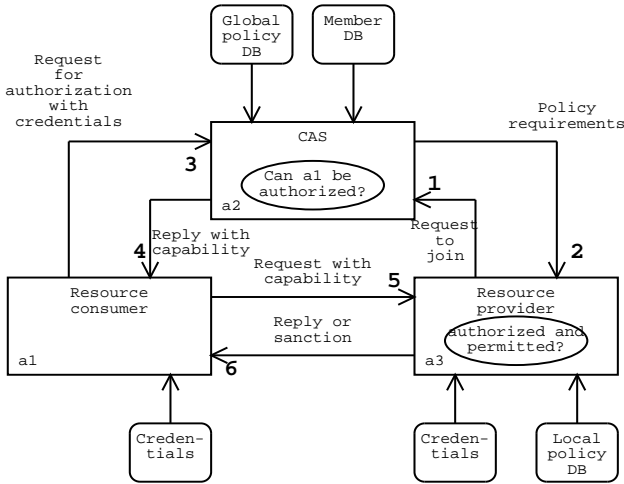 Global
policy
DB
Member
DB
Request
for
authorization
with
credentials
Policy
requirements
CAS
3
Can a1 be
authorized?
1
a2
Request
to
join
Reply with
capability
4
2
Request with
capability
5
Resource
consumer
Resource
provider
Reply or
sanction
authorized and
permitted?
a1
6
a3
Creden-
tials
Creden-
tials
Local
policy
DB